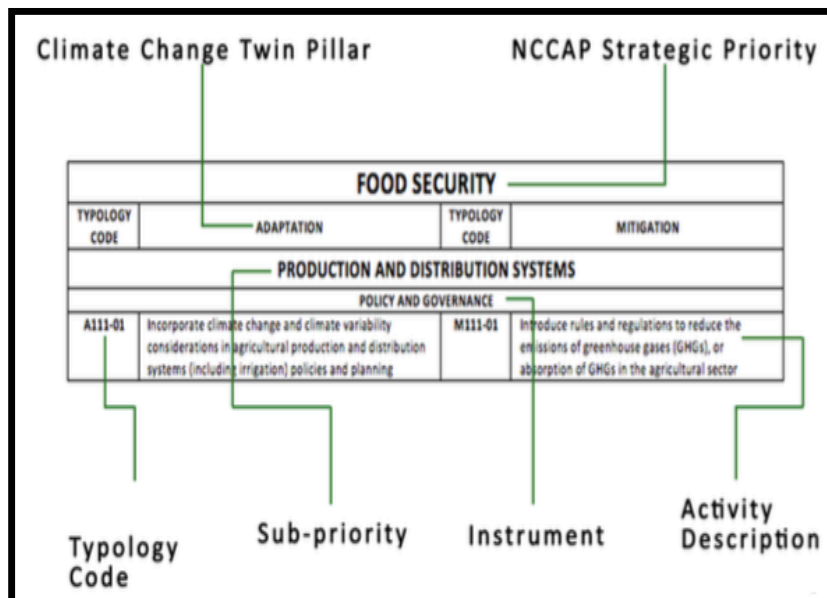 Climate Change Twin Pillar
NCCAP Strategic Priority
FOOD SECURITY
TYPOLOGY CODE
ADAPTATION
TYPOLOGY CODE
MITIGATION
PRODUCTION AND DISTRIBUTION SYSTEMS
POLICY AND GOVERNANCE
A111-01
Incorporate climate change and climate variability
considerations in agricultural production and distribution
systems (including irrigation) policies and planning
M111-01
Introduce rules and regulations to reduce the
emissions of greenhouse gases (GHGs), or
absorption of GHGs in the agricultural sector
Typology
Code
Sub-priority
Instrument
Activity
Description